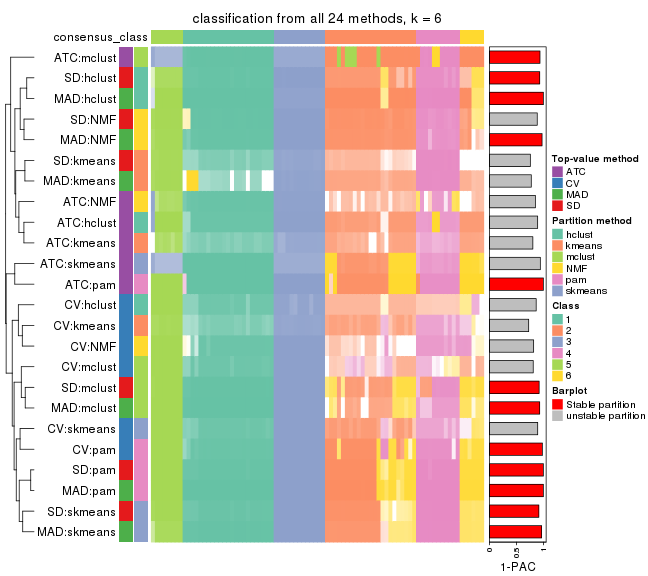 classification from all 24 methods, k = 6
consensus_class
ATC:mclust
SD:hclust
MAD:hclust
SD:NMF
MAD:NMF
SD:kmeans
MAD:kmeans
ATC:NMF
ATC:hclust
ATC:kmeans
ATC:skmeans
ATC:pam
CV:hclust
CV:kmeans
CV:NMF
CV:mclust
SD:mclust
MAD:mclust
CV:skmeans
CV:pam
SD:pam
MAD:pam
SD:skmeans
MAD:skmeans
0 0.5 1
1-PAC
Top-value method
ATC
CV
MAD
SD
Partition method
hclust
kmeans
mclust
NMF
pam
skmeans
Class
1
2
3
4
5
6
Barplot
Stable partition
unstable partition